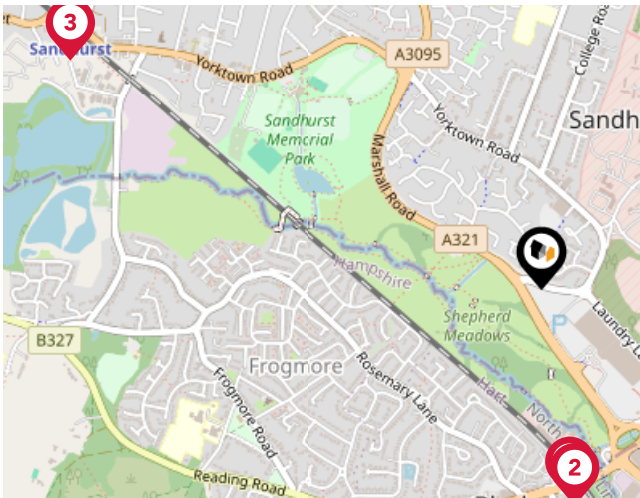 3
Sandhurst
Yorktown Road
A3095
College Ro
Sandhurst
Memorial
Park
Marshall Road
Yorktown Road
Sandh
A321
Hampshire
Shepherd
Meadows
P
Laundry L
B327
Frogmore
Rosemary Lane
Hart
North
Frogmore Road
Reading Road
2